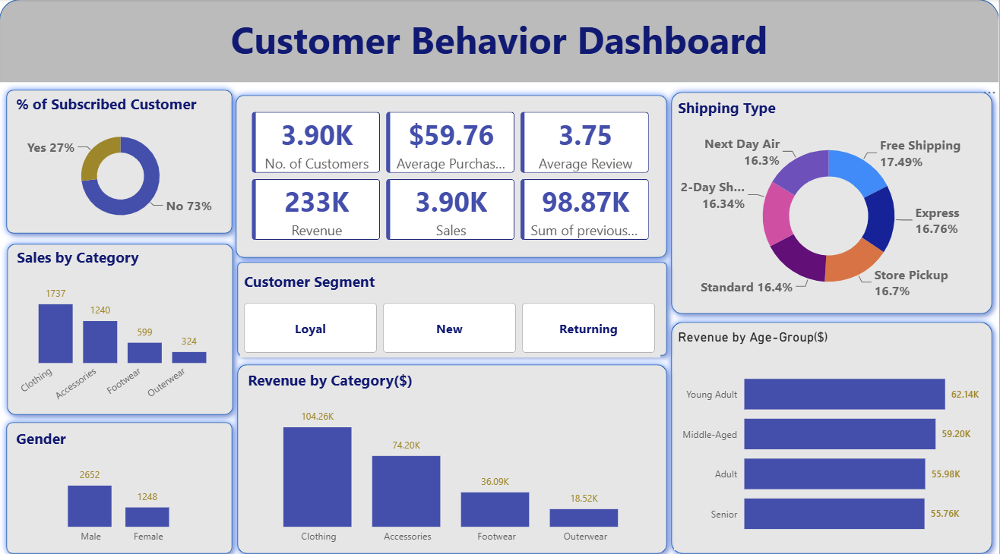 Customer Behavior Dashboard
% of Subscribed Customer
Yes 27%
No 73%
3.90K
No. of Customers
$59.76
Average Purchas...
3.75
Average Review
233K
Revenue
3.90K
Sales
98.87K
Sum of previous...
Shipping Type
Next Day Air
16.3%
Free Shipping
17.49%
2-Day Sh...
16.34%
Express
16.76%
Standard 16.4%
Store Pickup
16.7%
Sales by Category
1737
1240
599
324
Clothing
Accessories
Footwear
Outerwear
Customer Segment
Loyal
New
Returning
Revenue by Category($)
104.26K
74.20K
36.09K
18.52K
Clothing
Accessories
Footwear
Outerwear
Revenue by Age-Group($)
Young Adult
62.14K
Middle-Aged
59.20K
Adult
55.98K
Senior
55.76K
Gender
2652
1248
Male
Female